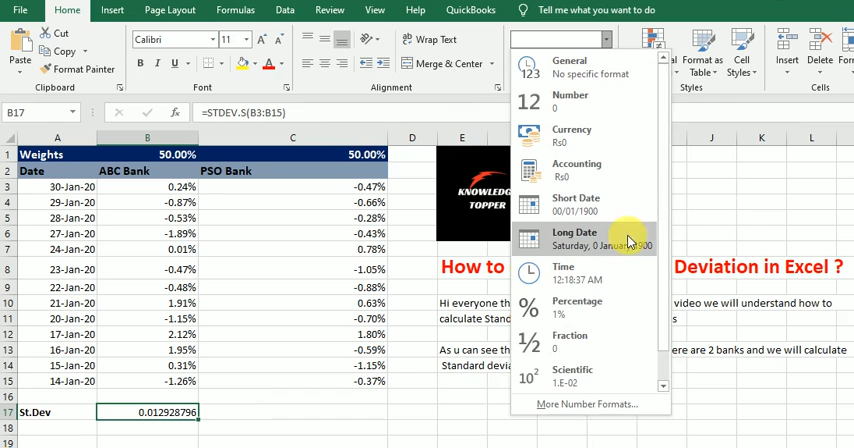 File Home Insert Page Layout Formulas Data Review View Help QuickBooks Tell me what you want to do
Cut
Copy
Format Painter
Paste
Clipboard
Calibri 11
B I U
Font
Wrap Text
Merge & Center
Alignment
Format as Table
Cell Styles
Styles
Insert Delete
Cells
General
No specific format
Number
0
Currency
Rs0
Accounting
Rs0
Short Date
00/01/1900
Long Date
Saturday, 0 January 1900
Time
12:18:37 AM
Percentage
1%
Fraction
0
Scientific
1.E-02
More Number Formats...
B17 fx =STDEV.S(B3:B15)
A B C D E J K L
1 Weights 50.00% 50.00%
2 Date ABC Bank PSO Bank
3 30-Jan-20 0.24% -0.47%
4 29-Jan-20 -0.87% -0.66%
5 28-Jan-20 -0.53% -0.28%
6 27-Jan-20 -1.89% -0.43%
7 24-Jan-20 0.01% 0.78%
8 23-Jan-20 -0.47% -1.05%
9 22-Jan-20 -0.48% -0.88%
10 21-Jan-20 1.91% 0.63%
11 20-Jan-20 -1.15% -0.70%
12 17-Jan-20 2.12% 1.80%
13 16-Jan-20 1.95% -0.59%
14 15-Jan-20 0.31% -1.15%
15 14-Jan-20 -1.26% -0.37%
16
17 St.Dev 0.012928796
18
19
KNOWLEDGE
TOPPER
How to Deviation in Excel ?
Hi everyone th video we will understand how to
calculate Stand s
As u can see th ere are 2 banks and we will calculate
Standard devia